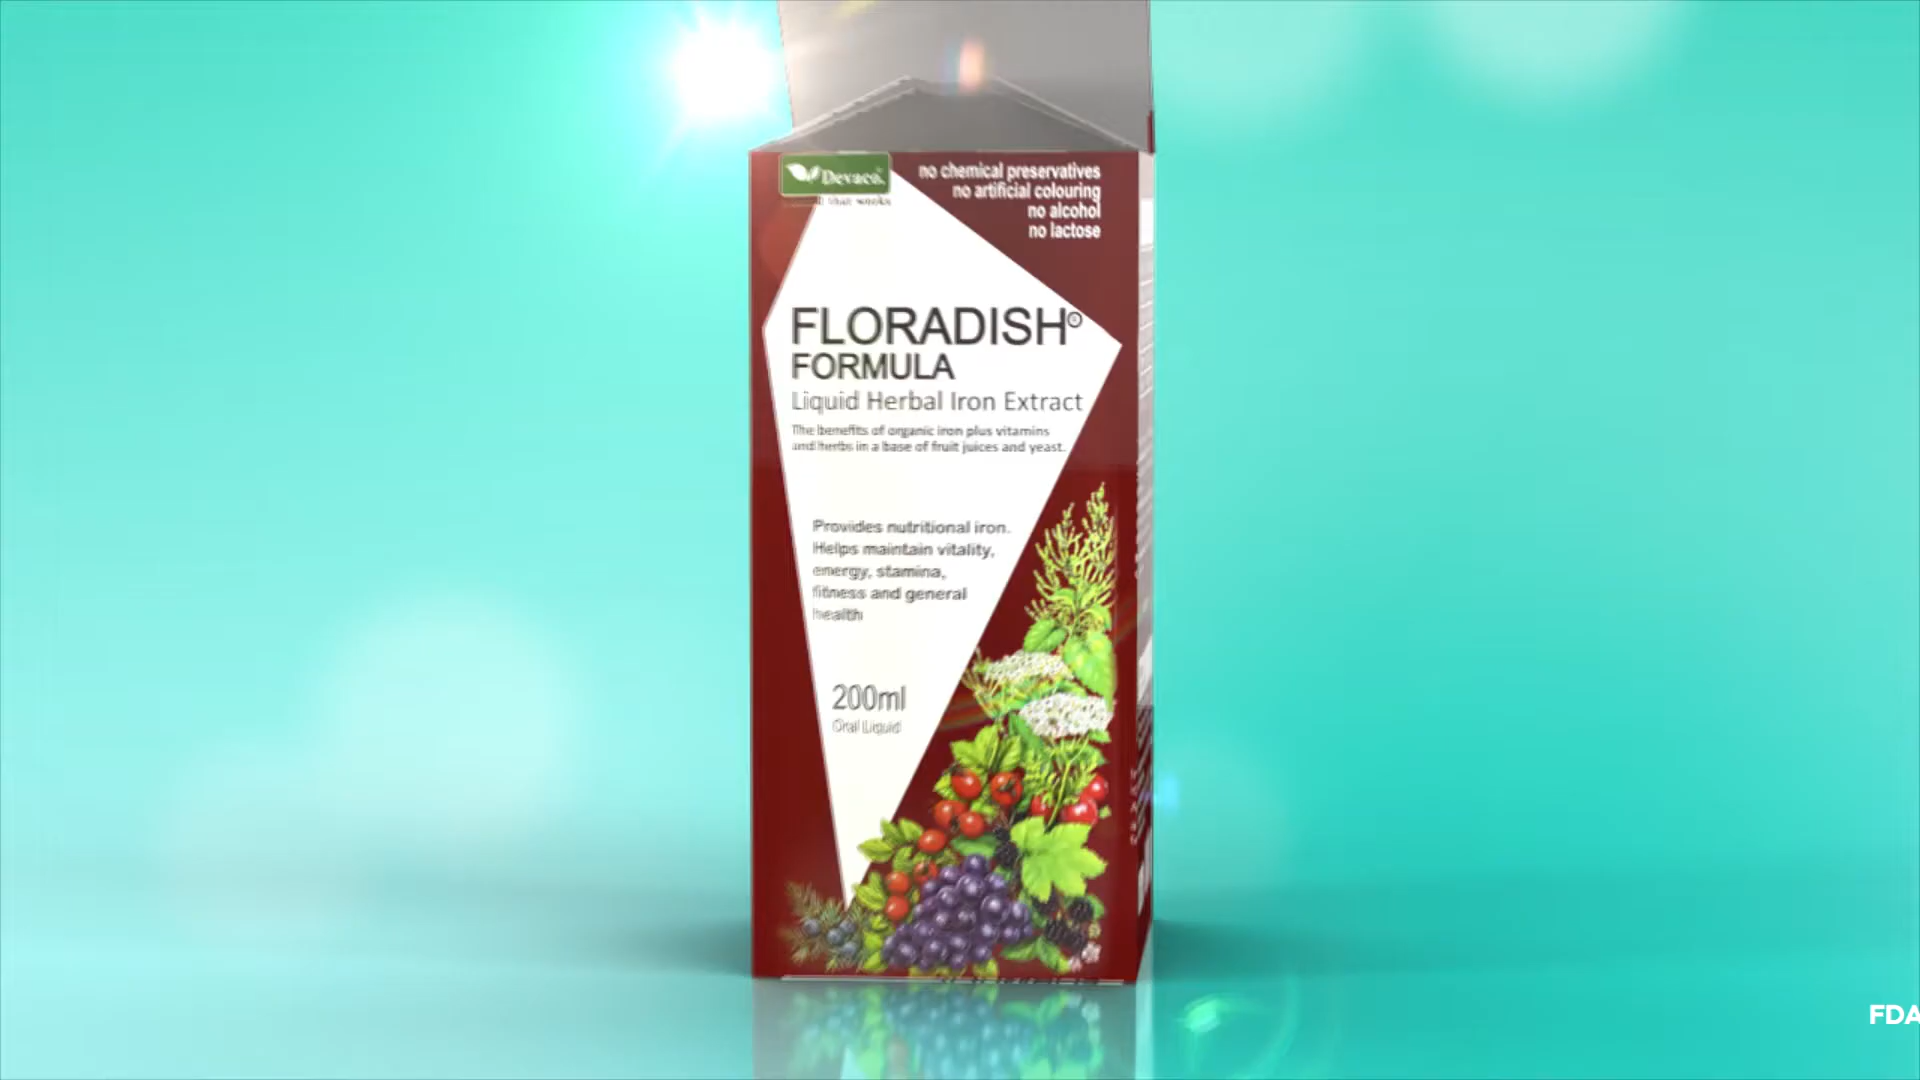 Devaco
that works
no chemical preservatives
no artificial colouring
no alcohol
no lactose
FLORADISH®
FORMULA
Liquid Herbal Iron Extract
The benefits of organic iron plus vitamins
and herbs in a base of fruit juices and yeast.
Provides nutritional iron.
Helps maintain vitality,
energy, stamina,
fitness and general
health
200ml
Oral Liquid
FDA